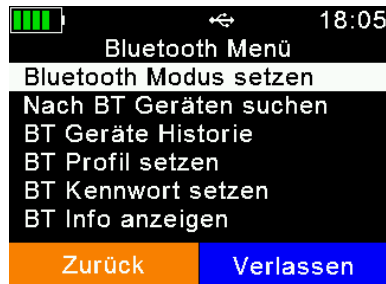 18:05
Bluetooth Menü
Bluetooth Modus setzen
Nach BT Geräten suchen
BT Geräte Historie
BT Profil setzen
BT Kennwort setzen
BT Info anzeigen
Zurück
Verlassen